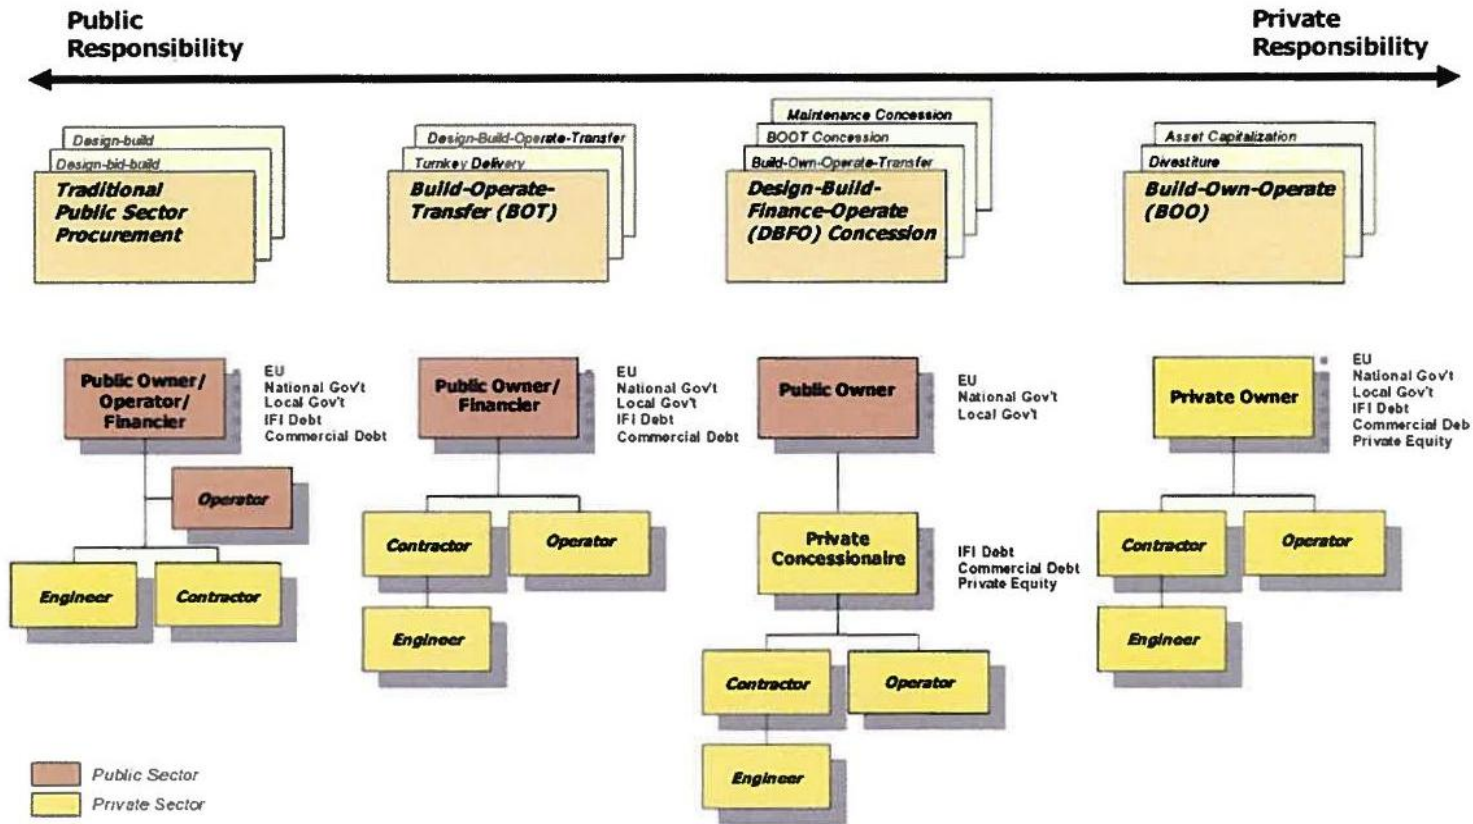 Public
Responsibility
Private
Responsibility
Design-build
Design-bid-build
Traditional
Public Sector
Procurement
Design-Build-Operate-Transfer
Turnkey Delivery
Build-Operate-
Transfer (BOT)
Maintenance Concession
BOOT Concession
Build-Own-Operate-Transfer
Design-Build-
Finance-Operate
(DBFO) Concession
Asset Capitalization
Divestiture
Build-Own-Operate
(BOO)
Public Owner/
Operator/
Financier
EU
National Gov't
Local Gov't
IFI Debt
Commercial Debt
Operator
Engineer
Contractor
Public Owner/
Financier
EU
National Gov't
Local Gov't
IFI Debt
Commercial Debt
Contractor
Operator
Engineer
Public Owner
EU
National Gov't
Local Gov't
Private
Concessionaire
IFI Debt
Commercial Debt
Private Equity
Contractor
Operator
Engineer
Private Owner
EU
National Gov't
Local Gov't
IFI Debt
Commercial Deb
Private Equity
Contractor
Operator
Engineer
Public Sector
Private Sector